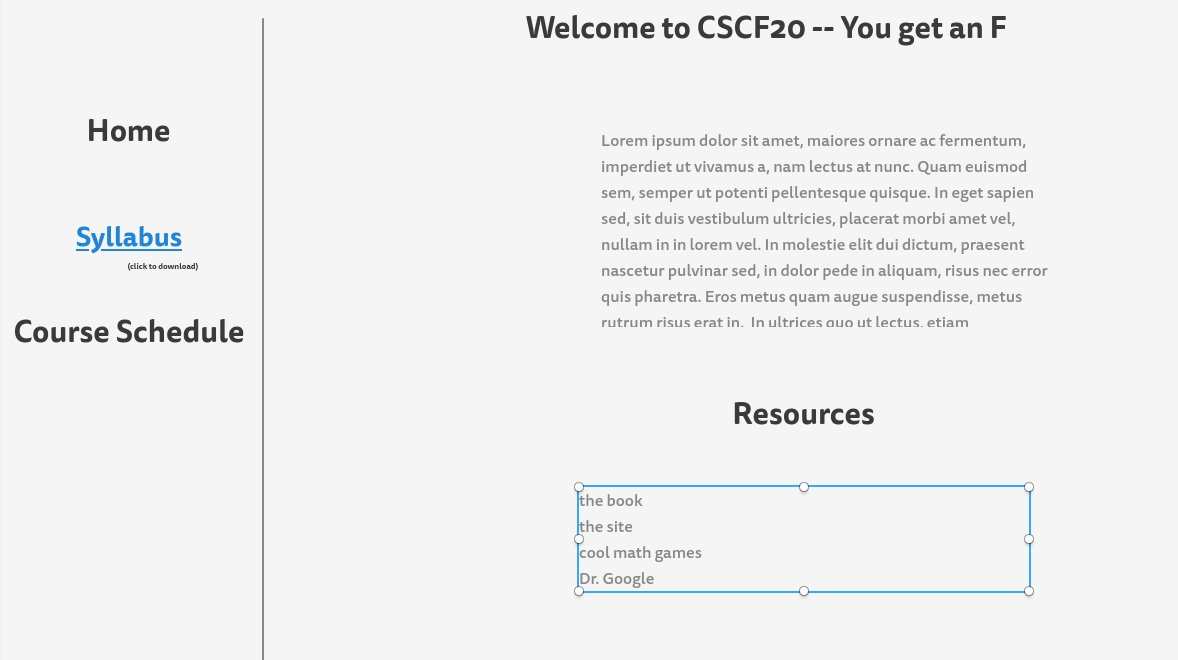 Welcome to CSCF20 -- You get an F
Home
Syllabus
(click to download)
Course Schedule
Lorem ipsum dolor sit amet, maiores ornare ac fermentum,
imperdiet ut vivamus a, nam lectus at nunc. Quam euismod
sem, semper ut potenti pellentesque quisque. In eget sapien
sed, sit duis vestibulum ultricies, placerat morbi amet vel,
nullam in in lorem vel. In molestie elit dui dictum, praesent
nascetur pulvinar sed, in dolor pede in aliquam, risus nec error
quis pharetra. Eros metus quam augue suspendisse, metus
rutrum risus erat in. In ultrices quo ut lectus, etiam
Resources
the book
the site
cool math games
Dr. Google